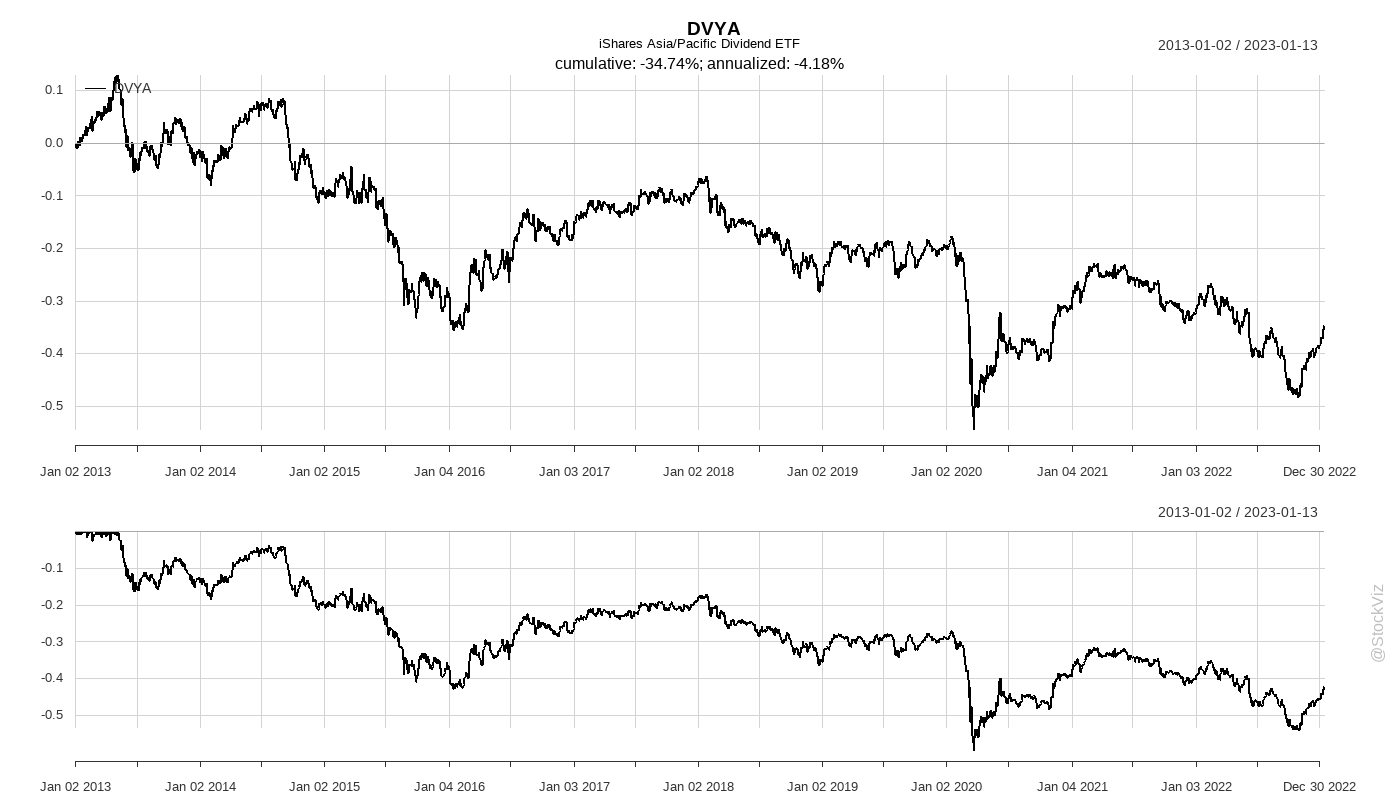 DVYA
iShares Asia/Pacific Dividend ETF
2013-01-02 / 2023-01-13
cumulative: -34.74%; annualized: -4.18%
DVYA
0.1
0.0
-0.1
-0.2
-0.3
-0.4
-0.5
Jan 02 2013 Jan 02 2014 Jan 02 2015 Jan 04 2016 Jan 03 2017 Jan 02 2018 Jan 02 2019 Jan 02 2020 Jan 04 2021 Jan 03 2022 Dec 30 2022
2013-01-02 / 2023-01-13
-0.1
-0.2
-0.3
-0.4
-0.5
Jan 02 2013 Jan 02 2014 Jan 02 2015 Jan 04 2016 Jan 03 2017 Jan 02 2018 Jan 02 2019 Jan 02 2020 Jan 04 2021 Jan 03 2022 Dec 30 2022
@StockViz